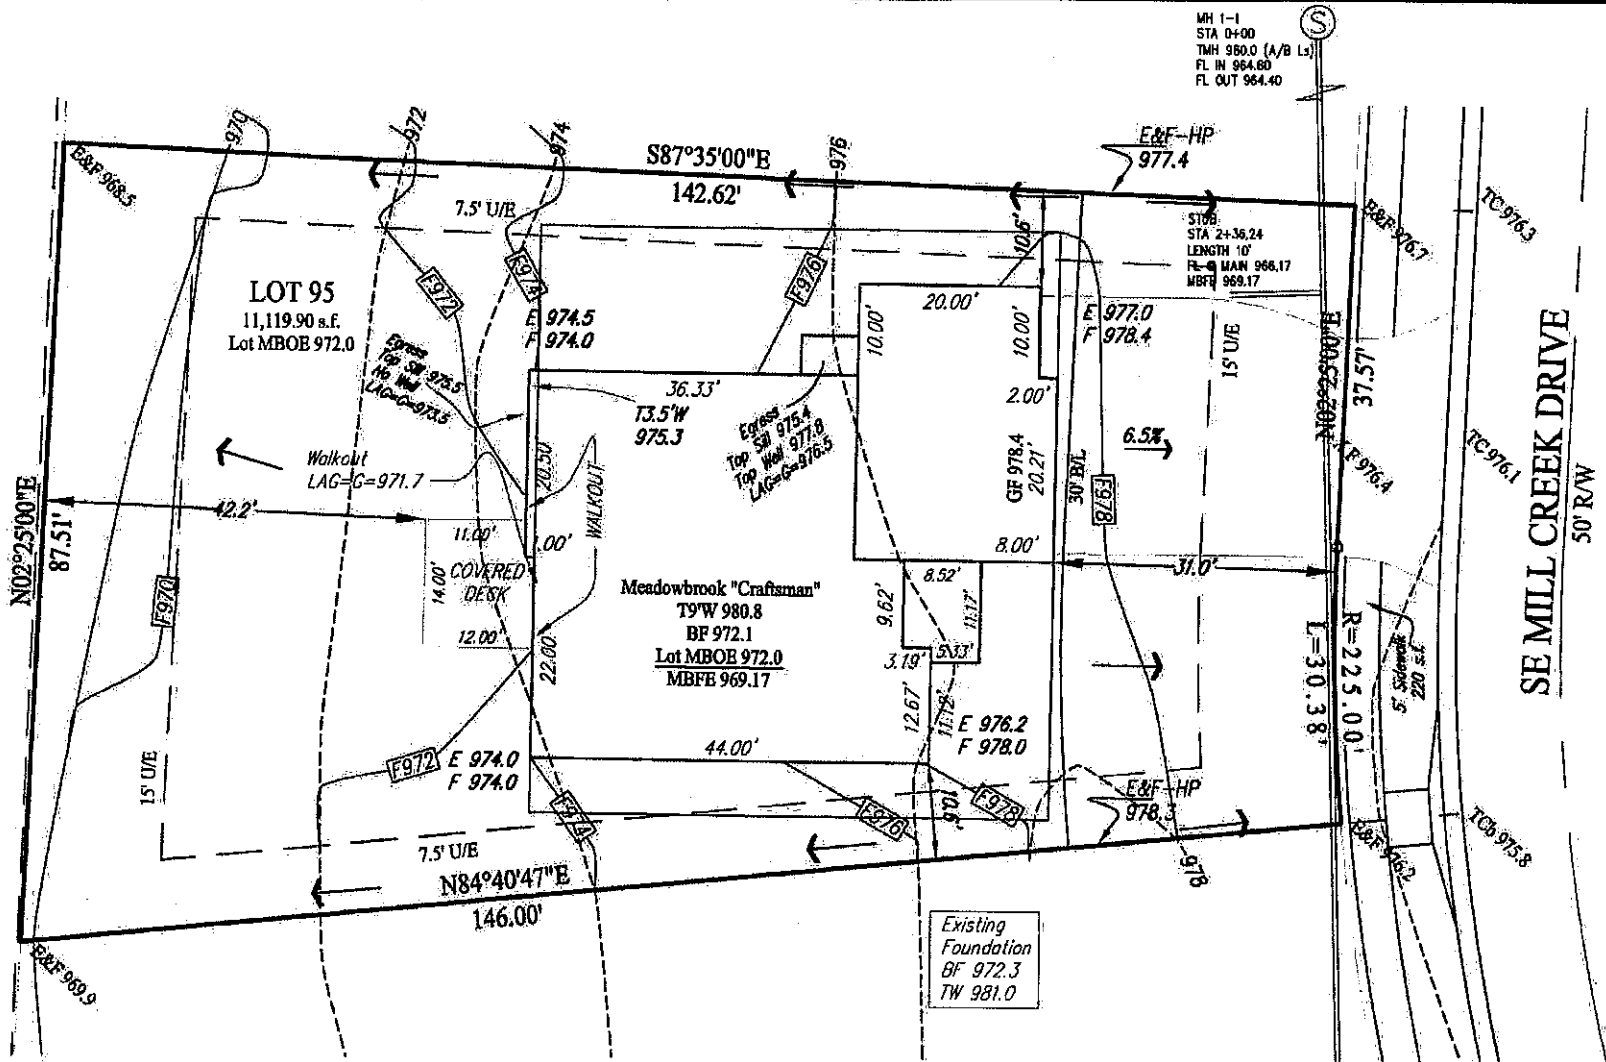 MH 1-1
STA 0+00
TMH 980.0 (A/B Ls)
FL IN 964.60
FL OUT 964.40
S
970
972
974
976
S87°35'00"E
142.62'
E&F-HP
977.4
E&F 968.5
7.5' U/E
10.6'
STUB
STA 2+36.24
LENGTH 10'
FL @ MAIN 966.17
MBFE 969.17
E&F 976.7
TC 976.3
LOT 95
11,119.90 s.f.
Lot MBOE 972.0
F972
F974
F976
E 974.5
F 974.0
20.00'
10.00'
10.00'
E 977.0
F 978.4
15' U/E
N02°25'00"E
37.57'
Egress
Top Sill 975.5
No Well
LAG=G=973.5
36.33'
T3.5'W
975.3
Egress
Sill 975.4
Top Well 977.8
LAG=G=976.5
2.00'
GF 978.4
20.21'
30' B/L
6.5%
F978
F 976.4
TC 976.1
SE MILL CREEK DRIVE
50' R/W
Walkout
LAG=G=971.7
20.50'
WALKOUT
N02°25'00"E
87.51'
42.2'
11.00'
1.00'
8.00'
31.0'
14.00'
COVERED
DESK
12.00'
22.00'
Meadowbrook "Craftsman"
T9'W 980.8
BF 972.1
Lot MBOE 972.0
MBFE 969.17
8.52'
9.62'
11.17'
3.19'
5.33'
12.67'
11.12'
F970
L=30.38'
R=225.00'
5' Sidewalk
220 s.f.
E 976.2
F 978.0
44.00'
F972
E 974.0
F 974.0
15' U/E
F974
F976
F978
10.6'
E&F-HP
978.3
7.5' U/E
N84°40'47"E
146.00'
978
E&F 976.2
TCb 975.8
E&F 969.9
Existing
Foundation
BF 972.3
TW 981.0